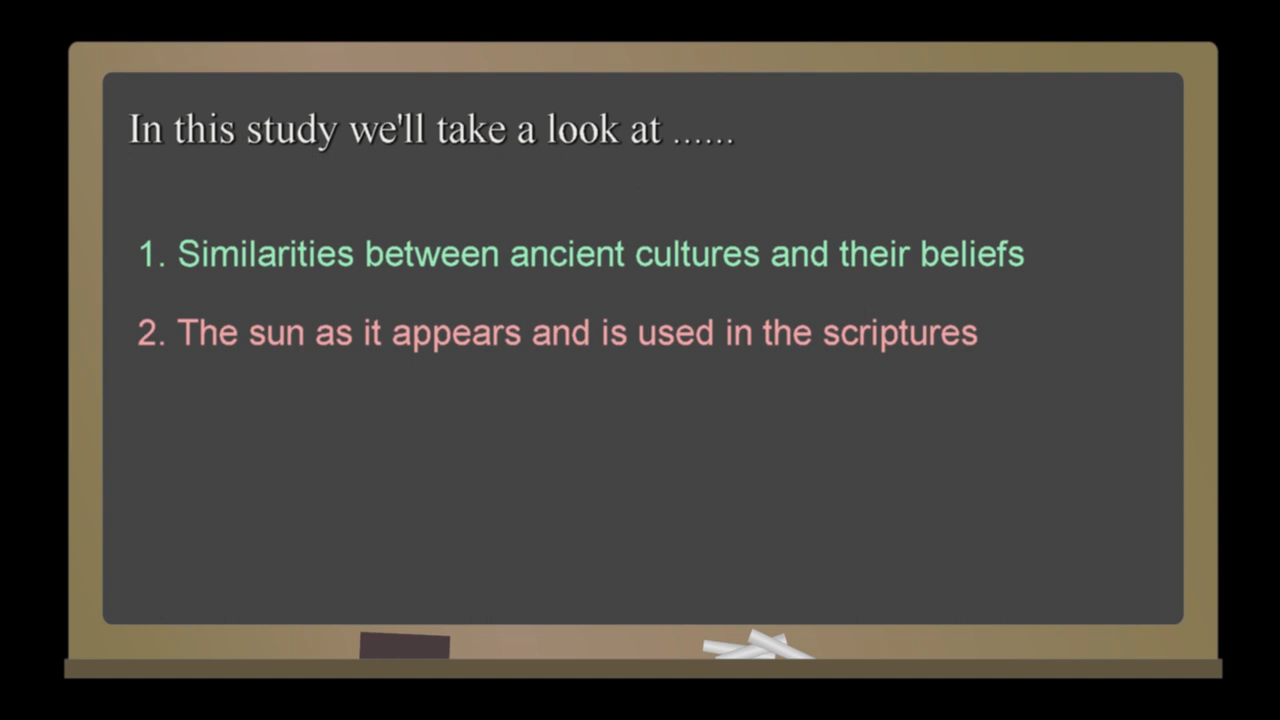 In this study we'll take a look at ......
1. Similarities between ancient cultures and their beliefs
2. The sun as it appears and is used in the scriptures